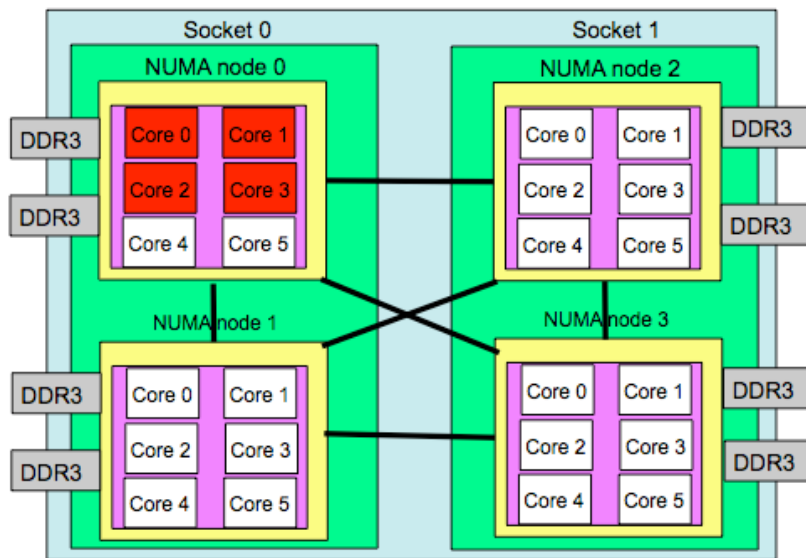 Socket 0
Socket 1
NUMA node 0
NUMA node 2
DDR3
DDR3
Core 0 Core 1
Core 2 Core 3
Core 4 Core 5
Core 0 Core 1
Core 2 Core 3
Core 4 Core 5
DDR3
DDR3
NUMA node 1
NUMA node 3
DDR3
DDR3
Core 0 Core 1
Core 2 Core 3
Core 4 Core 5
Core 0 Core 1
Core 2 Core 3
Core 4 Core 5
DDR3
DDR3